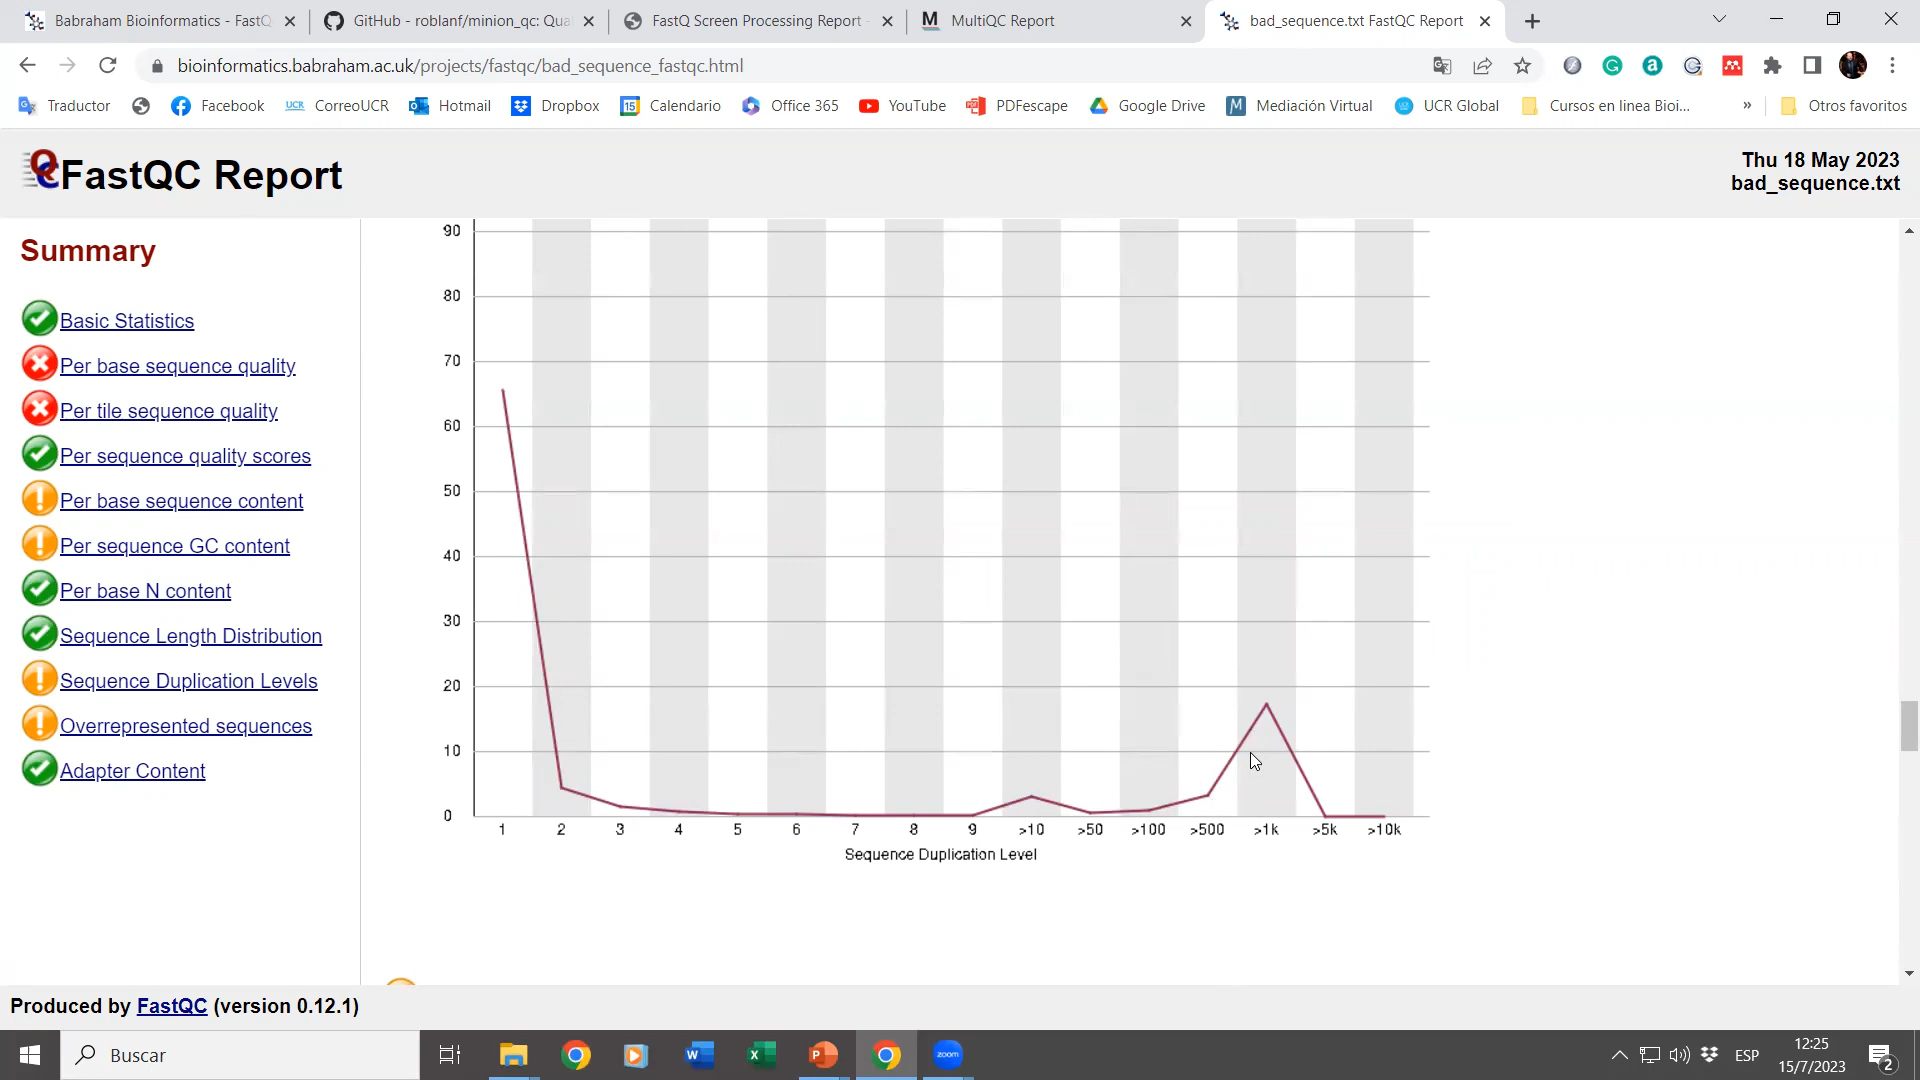 Babraham Bioinformatics - FastQ
GitHub - roblanf/minion_qc: Qua
FastQ Screen Processing Report -
M MultiQC Report
bad_sequence.txt FastQC Report
bioinformatics.babraham.ac.uk/projects/fastqc/bad_sequence_fastqc.html
Traductor Facebook UCR CorreoUCR Hotmail Dropbox 15 Calendario Office 365 YouTube PDFescape Google Drive M Mediación Virtual UCR Global Cursos en linea Bioi... » Otros favoritos
FastQC Report
Thu 18 May 2023
bad_sequence.txt
Summary
Basic Statistics
Per base sequence quality
Per tile sequence quality
Per sequence quality scores
Per base sequence content
Per sequence GC content
Per base N content
Sequence Length Distribution
Sequence Duplication Levels
Overrepresented sequences
Adapter Content
90
80
70
60
50
40
30
20
10
0
1 2 3 4 5 6 7 8 9 >10 >50 >100 >500 >1k >5k >10k
Sequence Duplication Level
Produced by FastQC (version 0.12.1)
Buscar
zoom
ESP
12:25
15/7/2023
2